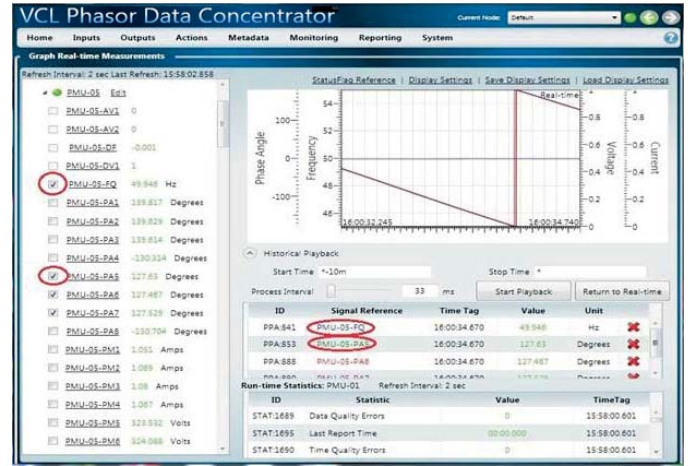 VCL Phasor Data Concentrator
Current Node: Default
Home Inputs Outputs Actions Metadata Monitoring Reporting System
Graph Real-time Measurements
Refresh Interval: 2 sec Last Refresh: 15:58:02.858
StatusFlag Reference | Display Settings | Save Display Settings | Load Display Settings
PMU-05 Edit
PMU-05-AV1 0
PMU-05-AV2 0
PMU-05-DF -0.001
PMU-05-DV1 1
PMU-05-FQ 49.948 Hz
PMU-05-PA1 139.817 Degrees
PMU-05-PA2 139.829 Degrees
PMU-05-PA3 139.814 Degrees
PMU-05-PA4 -130.314 Degrees
PMU-05-PA5 127.63 Degrees
PMU-05-PA6 127.467 Degrees
PMU-05-PA7 127.529 Degrees
PMU-05-PA8 -130.704 Degrees
PMU-05-PM1 1.051 Amps
PMU-05-PM2 1.089 Amps
PMU-05-PM3 1.08 Amps
PMU-05-PM4 1.067 Amps
PMU-05-PM5 323.532 Volts
PMU-05-PM6 324.088 Volts
Real-time
Phase Angle
100
0
-100
Frequency
54
52
50
48
46
Voltage
0.8
0.6
0.4
0.2
0
Current
0.8
0.6
0.4
0.2
0
16:00:32.245 16:00:34.740
Historical Playback
Start Time *-10m Stop Time *
Process Interval 33 ms Start Playback Return to Real-time
ID Signal Reference Time Tag Value Unit
PPA:841 PMU-05-FQ 16:00:34.670 49.948 Hz
PPA:853 PMU-05-PA5 16:00:34.670 127.63 Degrees
PPA:888 PMU-05-PA6 16:00:34.670 127.467 Degrees
Run-time Statistics: PMU-01 Refresh Interval: 2 sec
ID Statistic Value TimeTag
STAT:1689 Data Quality Errors 0 15:58:00.601
STAT:1695 Last Report Time 00:00.000 15:58:00.601
STAT:1690 Time Quality Errors 0 15:58:00.601